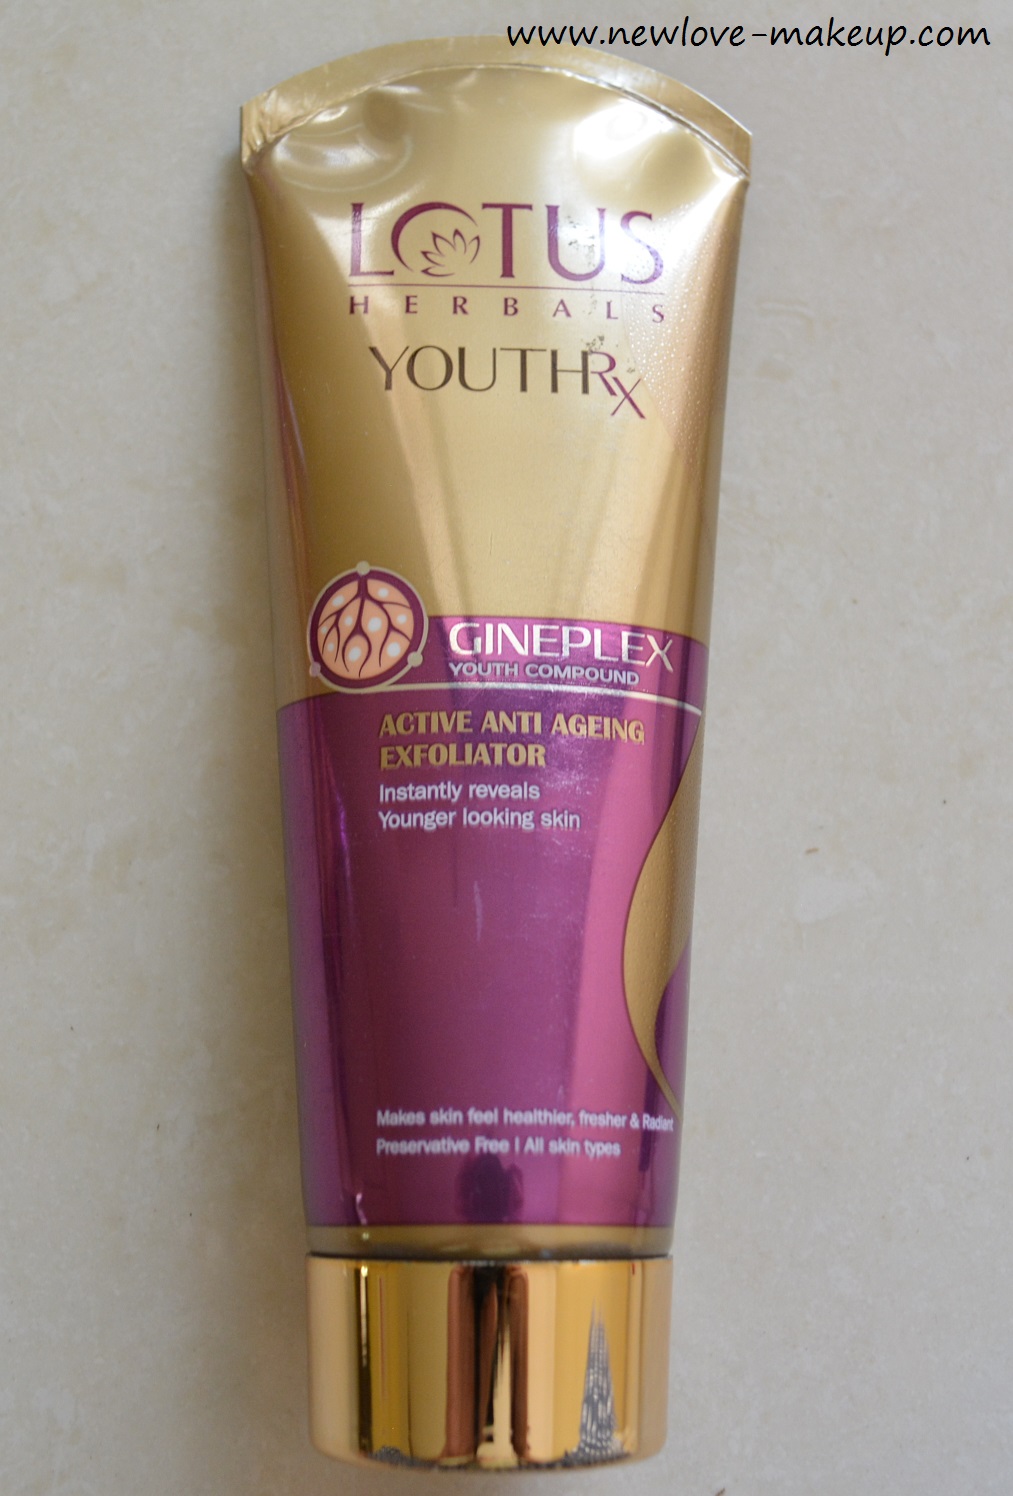 www.newlove-makeup.com
LOTUS
HERBALS
YOUTHRX
GINEPLEX
YOUTH COMPOUND
ACTIVE ANTI AGEING
EXFOLIATOR
Instantly reveals
Younger looking skin
Makes skin feel healthier, fresher & Radiant
Preservative Free | All skin types